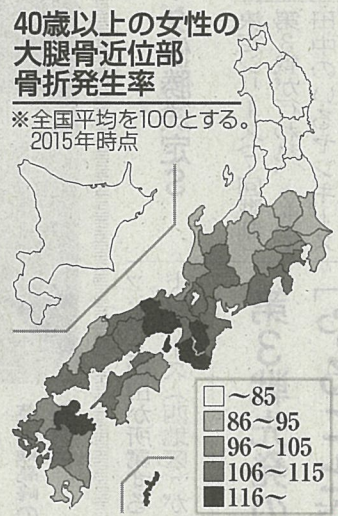 40歳以上の女性の
大腿骨近位部
骨折発生率
※全国平均を100とする。
2015年時点
～85
86～95
96～105
106～115
116～